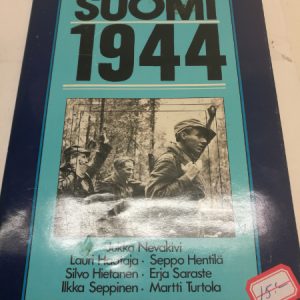 SUOMI
1944
Jukka Nevakivi
Lauri Haataja · Seppo Hentilä
Silvo Hietanen · Erja Saraste
Ilkka Seppinen · Martti Turtola